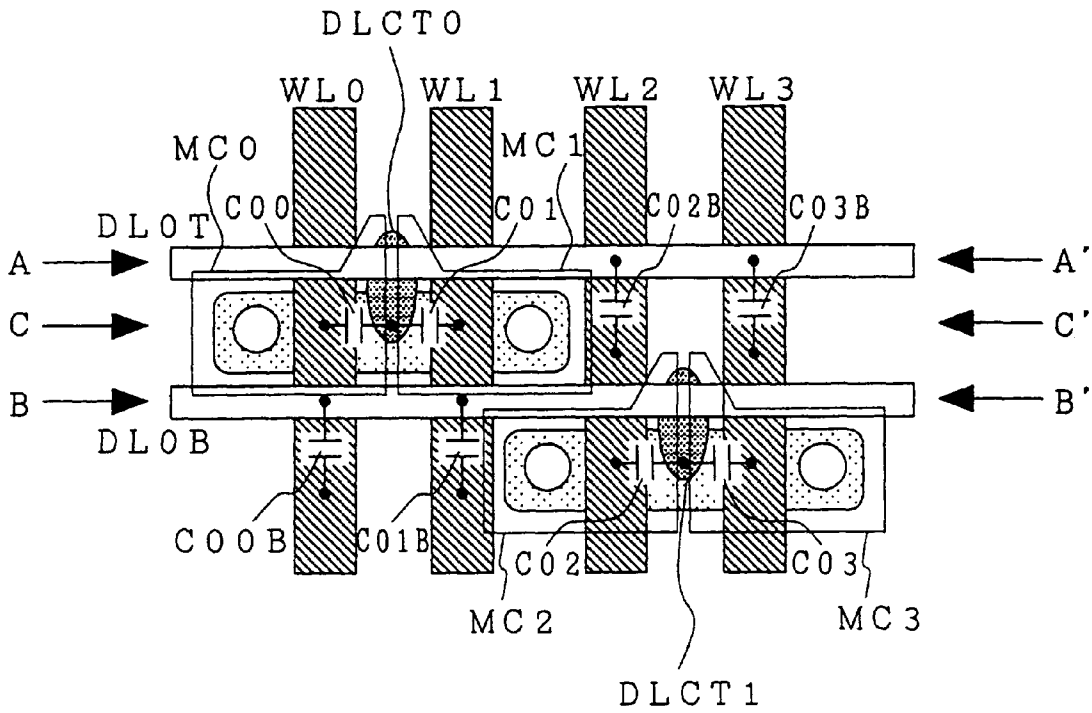 DLCT0
WL0 WL1 WL2 WL3
MC0 MC1
C00 C01 C02B C03B
DL0T
A A'
C C'
B B'
DL0B
C00B C01B C02 C03
MC2 MC3
DLCT1